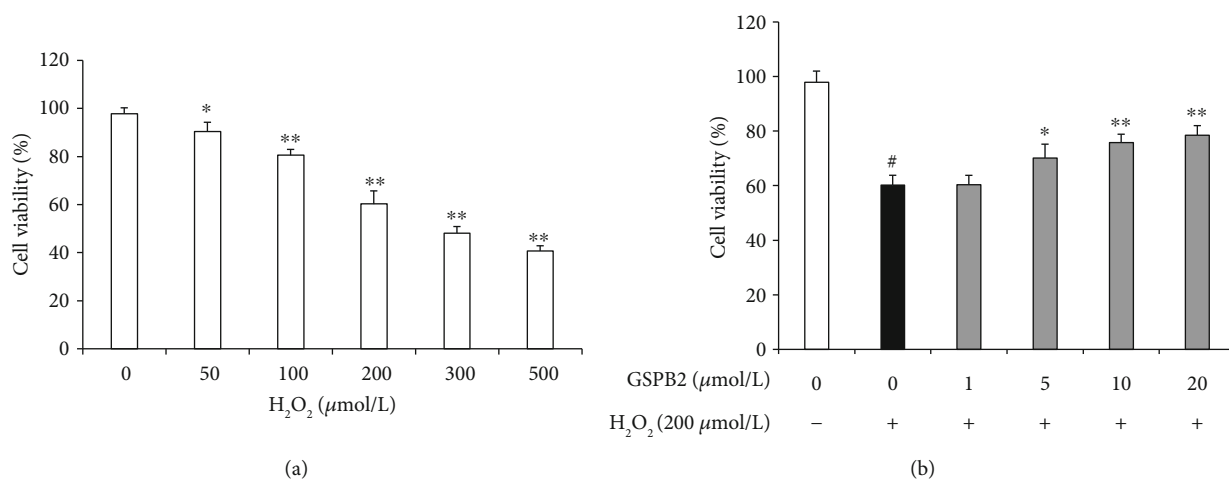 120
100
80
60
40
20
0
Cell viability (%)
*
**
**
**
**
0 50 100 200 300 500
H₂O₂ (μmol/L)
(a)
120
100
80
60
40
20
0
Cell viability (%)
#
*
**
**
GSPB2 (μmol/L) 0 0 1 5 10 20
H₂O₂ (200 μmol/L) − + + + + +
(b)